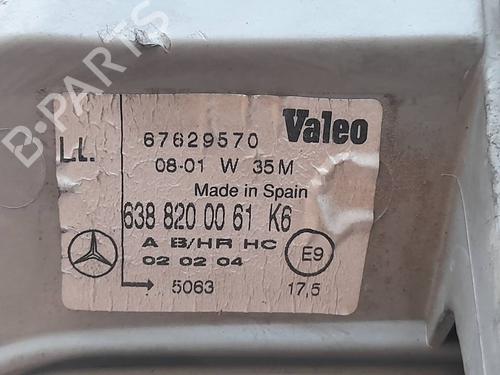 B-PARTS
Valeo
LL.
67629570
08-01 W 35M
Made in Spain
638 820 00 61 K6
A B/HR HC
02 02 04
E9
5063
17,5